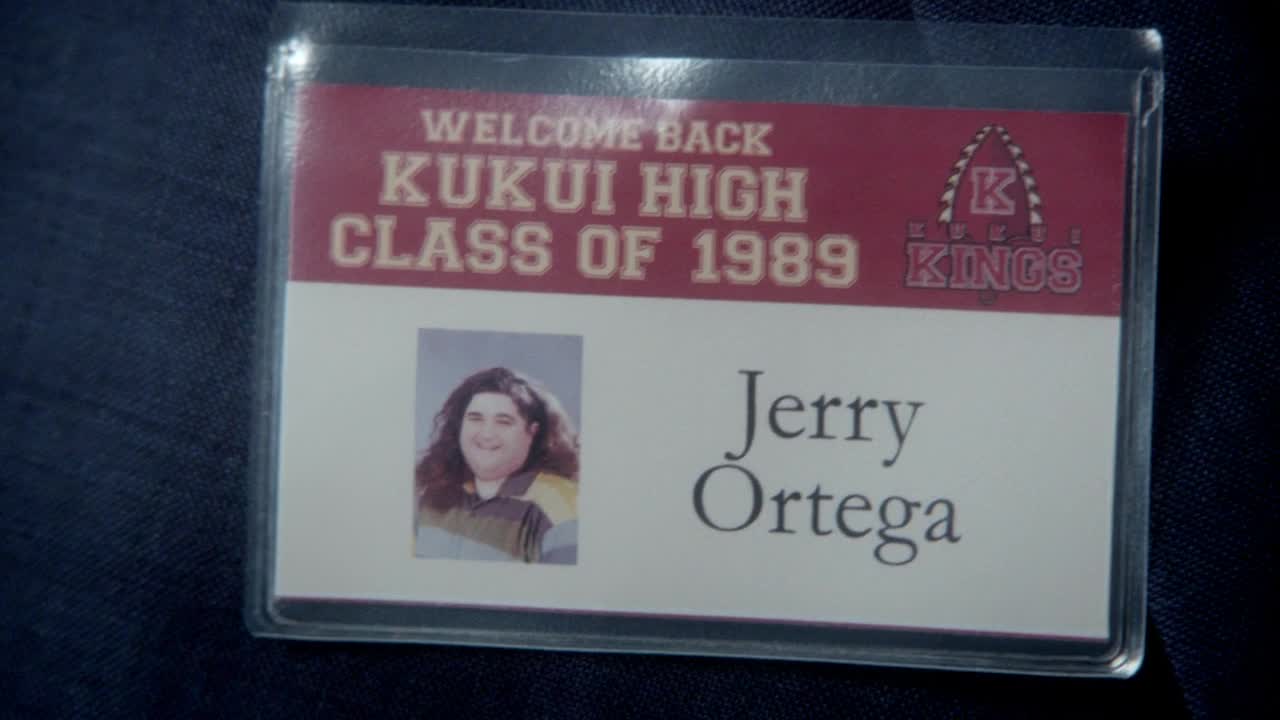 WELCOME BACK
KUKUI HIGH
CLASS OF 1989
K
KUKUI
KINGS
Jerry
Ortega